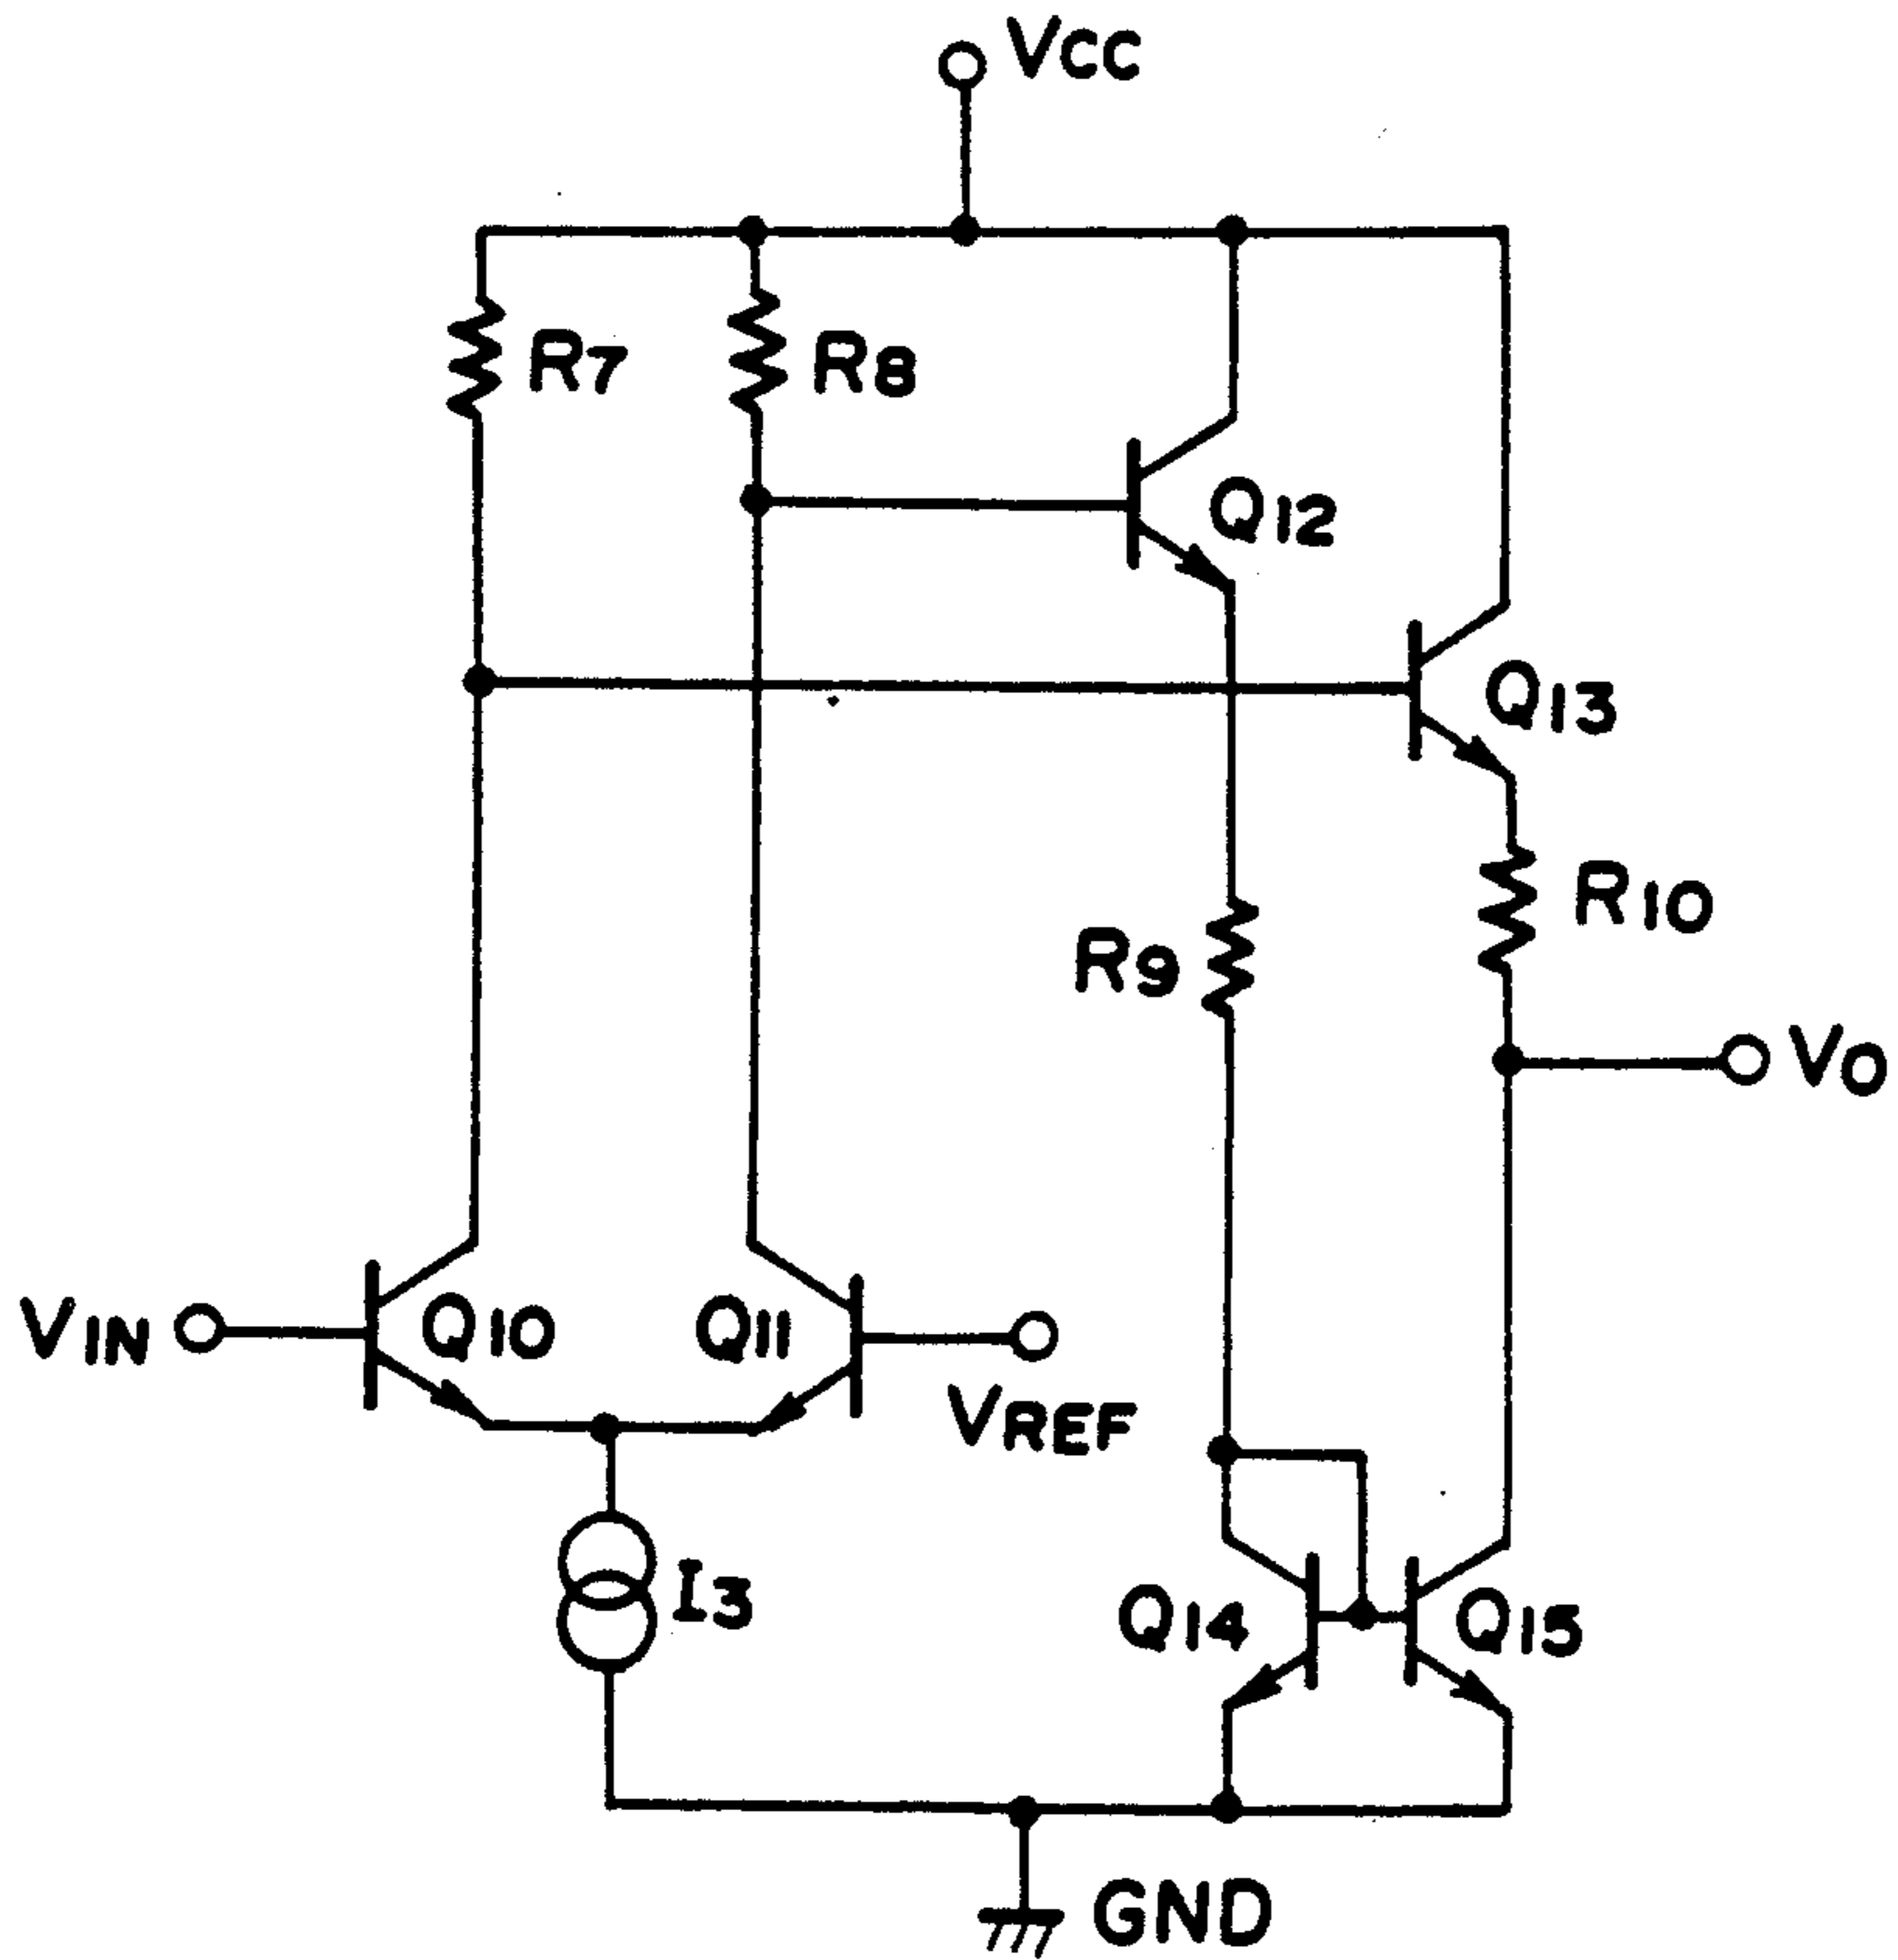 VCC
R7
R8
Q12
Q13
R10
R9
VO
VIN
Q10
Q11
VREF
I3
Q14
Q15
GND